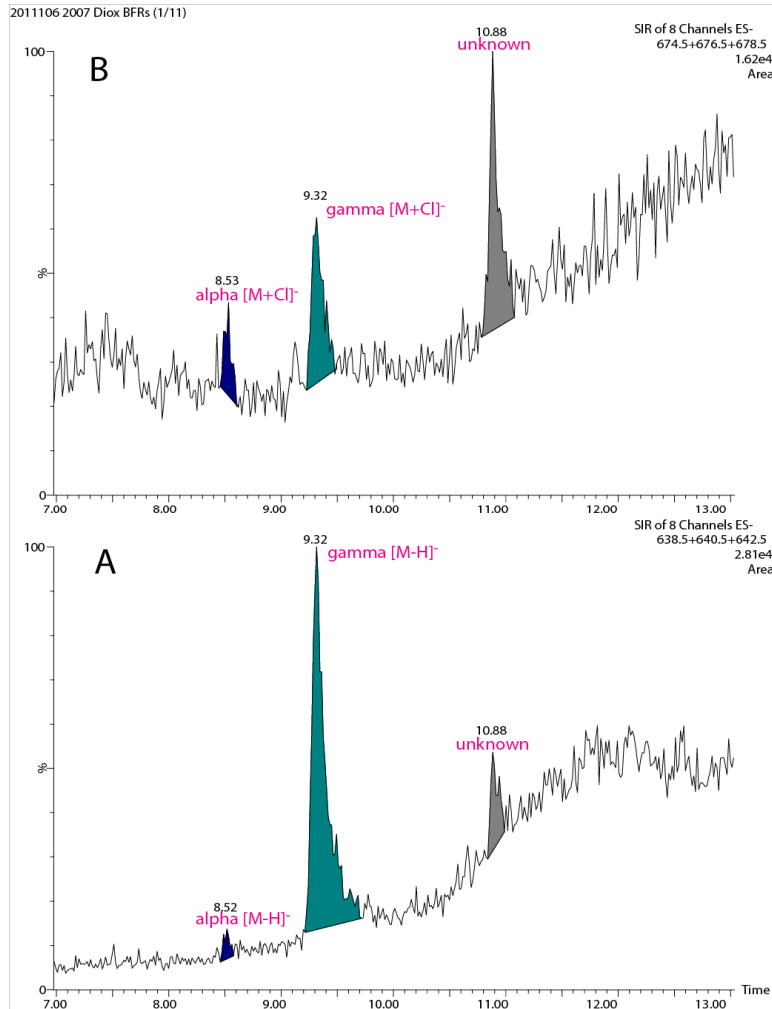 2011106 2007 Diox BFRs (1/11)
SIR of 8 Channels ES-
674.5+676.5+678.5
1.62e4
Area
B
100
%
0
10.88
unknown
9.32
gamma [M+Cl]-
8.53
alpha [M+Cl]-
7.00 8.00 9.00 10.00 11.00 12.00 13.00
SIR of 8 Channels ES-
638.5+640.5+642.5
2.81e4
Area
A
100
%
0
9.32
gamma [M-H]-
10.88
unknown
8.52
alpha [M-H]-
7.00 8.00 9.00 10.00 11.00 12.00 13.00
Time